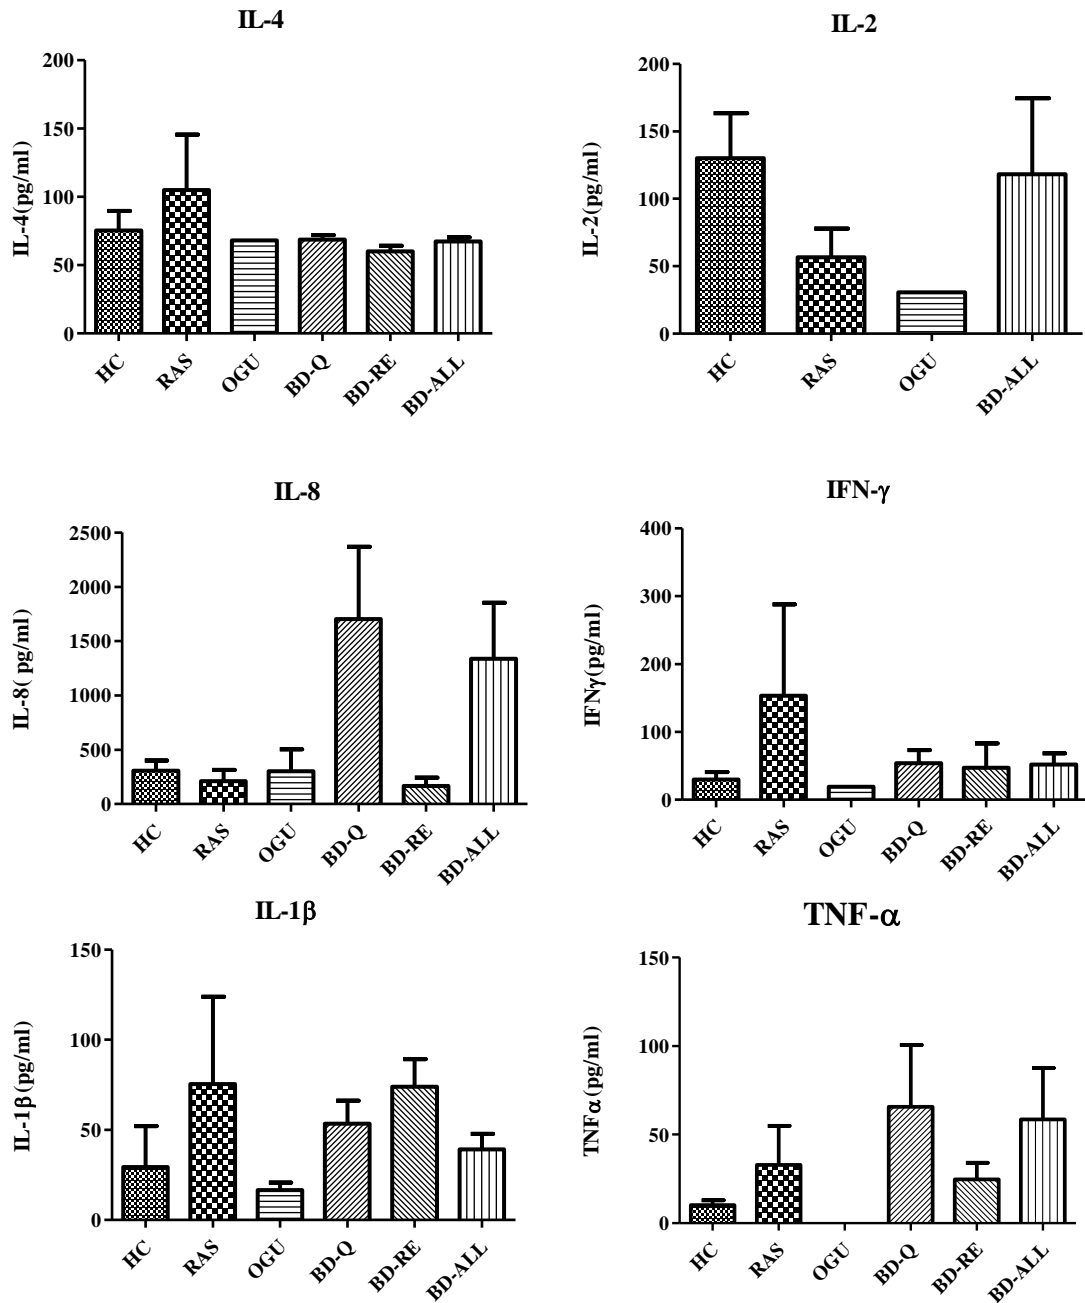 IL-4
IL-4(pg/ml)
200
150
100
50
0
HC
RAS
OGU
BD-Q
BD-RE
BD-ALL
IL-2
IL-2(pg/ml)
200
150
100
50
0
HC
RAS
OGU
BD-ALL
IL-8
IL-8( pg/ml)
2500
2000
1500
1000
500
0
HC
RAS
OGU
BD-Q
BD-RE
BD-ALL
IFN-γ
IFNγ(pg/ml)
400
300
200
100
0
HC
RAS
OGU
BD-Q
BD-RE
BD-ALL
IL-1β
IL-1β(pg/ml)
150
100
50
0
HC
RAS
OGU
BD-Q
BD-RE
BD-ALL
TNF-α
TNFα(pg/ml)
150
100
50
0
HC
RAS
OGU
BD-Q
BD-RE
BD-ALL